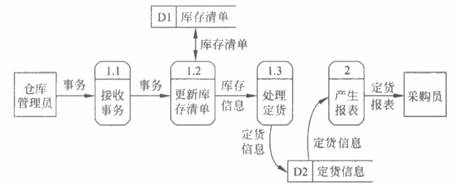 D1 库存清单
库存清单
仓库
管理员
事务
1.1
接收
事务
事务
1.2
更新库
存清单
库存
信息
1.3
处理
定货
定货
信息
D2 定货信息
定货信息
2
产生
报表
定货
报表
采购员